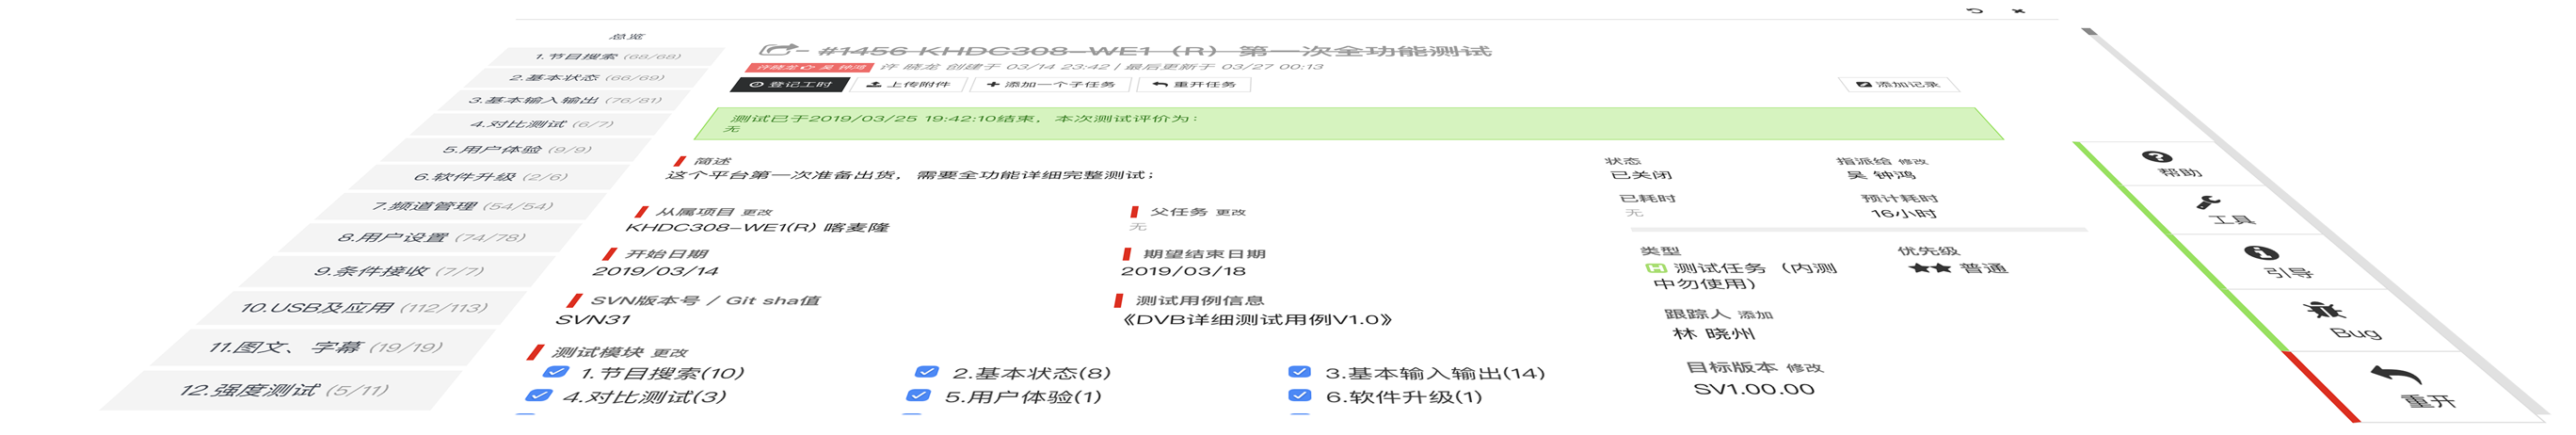 总览
1.节目搜索 (68/68)
2.基本状态 (66/69)
3.基本输入输出 (76/81)
4.对比测试 (6/7)
5.用户体验 (9/9)
6.软件升级 (2/6)
7.频道管理 (54/54)
8.用户设置 (74/78)
9.条件接收 (7/7)
10.USB及应用 (112/113)
11.图文、字幕 (19/19)
12.强度测试 (5/11)
#1456 KHDC308-WE1（R）第一次全功能测试
许晓龙 吴 钟鸿 许 晓龙 创建于 03/14 23:42 | 最后更新于 03/27 00:13
登记工时 上传附件 添加一个子任务 重开任务 添加记录
测试已于2019/03/25 19:42:10结束，本次测试评价为：
无
简述
这个平台第一次准备出货，需要全功能详细完整测试；
从属项目 更改
KHDC308-WE1(R) 喀麦隆
父任务 更改
无
开始日期
2019/03/14
期望结束日期
2019/03/18
SVN版本号 / Git sha值
SVN31
测试用例信息
《DVB详细测试用例V1.0》
测试模块 更改
1.节目搜索(10) 2.基本状态(8) 3.基本输入输出(14)
4.对比测试(3) 5.用户体验(1) 6.软件升级(1)
状态
已关闭
指派给 修改
吴 钟鸿
已耗时
无
预计耗时
16小时
类型
测试任务（内测
中勿使用）
优先级
★★ 普通
跟踪人 添加
林 晓州
目标版本 修改
SV1.00.00
帮助
工具
引导
Bug
重开